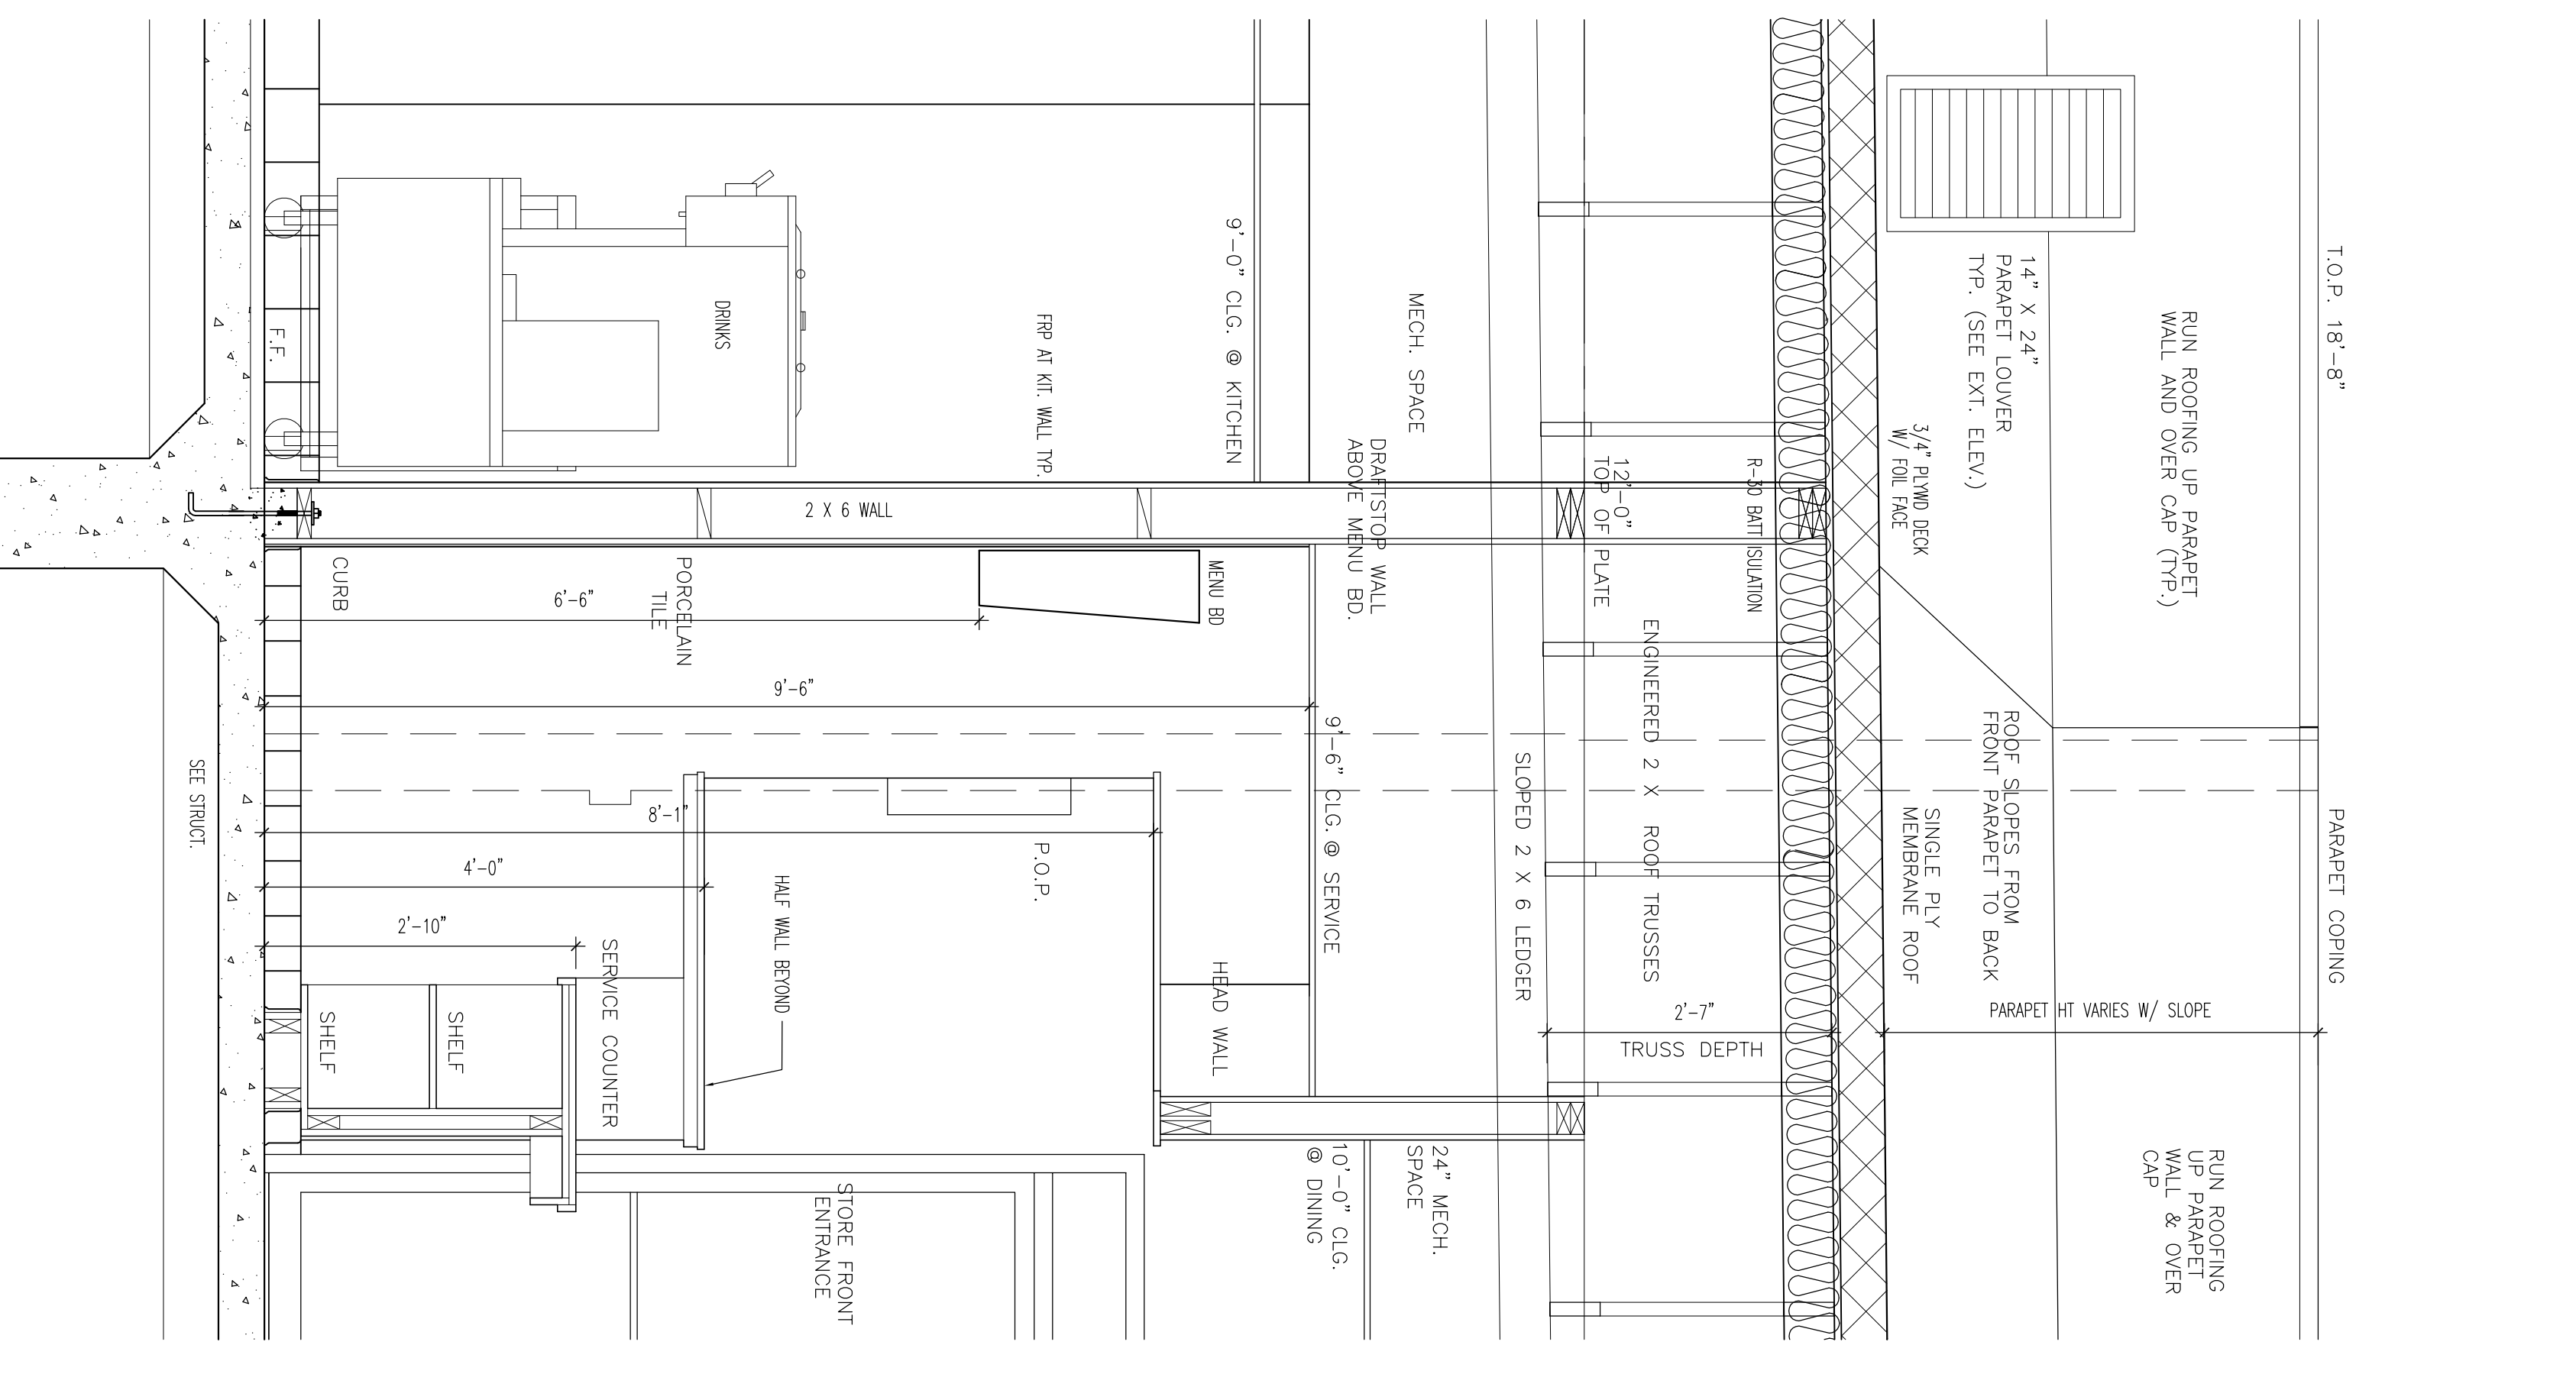 T.O.P. 18'-8"
PARAPET COPING
RUN ROOFING UP PARAPET
WALL AND OVER CAP (TYP.)
RUN ROOFING
UP PARAPET
WALL & OVER
CAP
14" X 24"
PARAPET LOUVER
TYP. (SEE EXT. ELEV.)
ROOF SLOPES FROM
FRONT PARAPET TO BACK
PARAPET HT VARIES W/ SLOPE
3/4" PLYWD DECK
W/ FOIL FACE
SINGLE PLY
MEMBRANE ROOF
R-30 BATT ISULATION
2'-7"
TRUSS DEPTH
ENGINEERED 2 X ROOF TRUSSES
12'-0"
TOP OF PLATE
SLOPED 2 X 6 LEDGER
MECH. SPACE
DRAFTSTOP WALL
ABOVE MENU BD.
24" MECH.
SPACE
9'-0" CLG. @ KITCHEN
9'-6" CLG. @ SERVICE
10'-0" CLG.
@ DINING
MENU BD
HEAD WALL
FRP AT KIT. WALL TYP.
P.O.P.
2 X 6 WALL
9'-6"
HALF WALL BEYOND
STORE FRONT
ENTRANCE
DRINKS
PORCELAIN
TILE
8'-1"
6'-6"
4'-0"
2'-10"
SERVICE COUNTER
SHELF
SHELF
CURB
F.F.
SEE STRUCT.